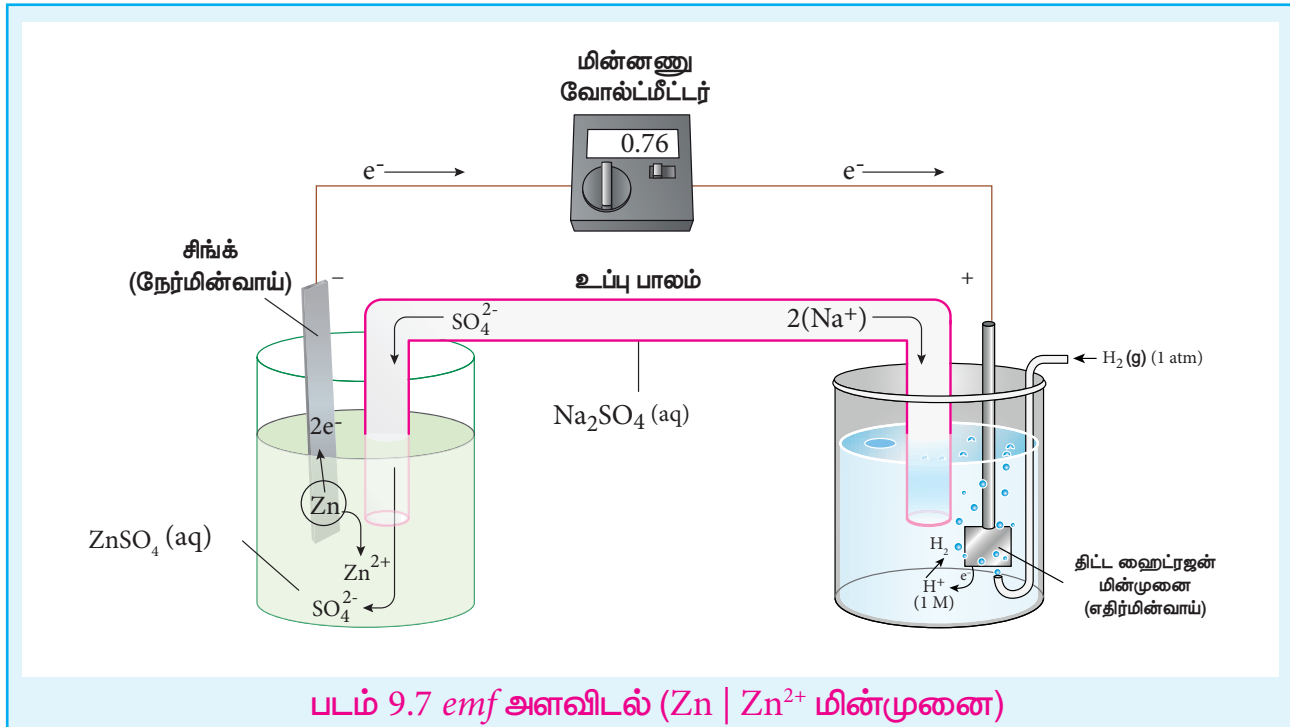 மின்னணு
வோல்ட்மீட்டர்
0.76
e⁻
e⁻
சிங்க்
(நேர்மின்வாய்)
−
உப்பு பாலம்
+
SO₄²⁻
2(Na⁺)
H₂ (g) (1 atm)
Na₂SO₄ (aq)
2e⁻
Zn
ZnSO₄ (aq)
Zn²⁺
SO₄²⁻
H₂
e⁻
H⁺
(1 M)
திட்ட ஹைட்ரஜன்
மின்முனை
(எதிர்மின்வாய்)
படம் 9.7 emf அளவிடல் (Zn | Zn²⁺ மின்முனை)